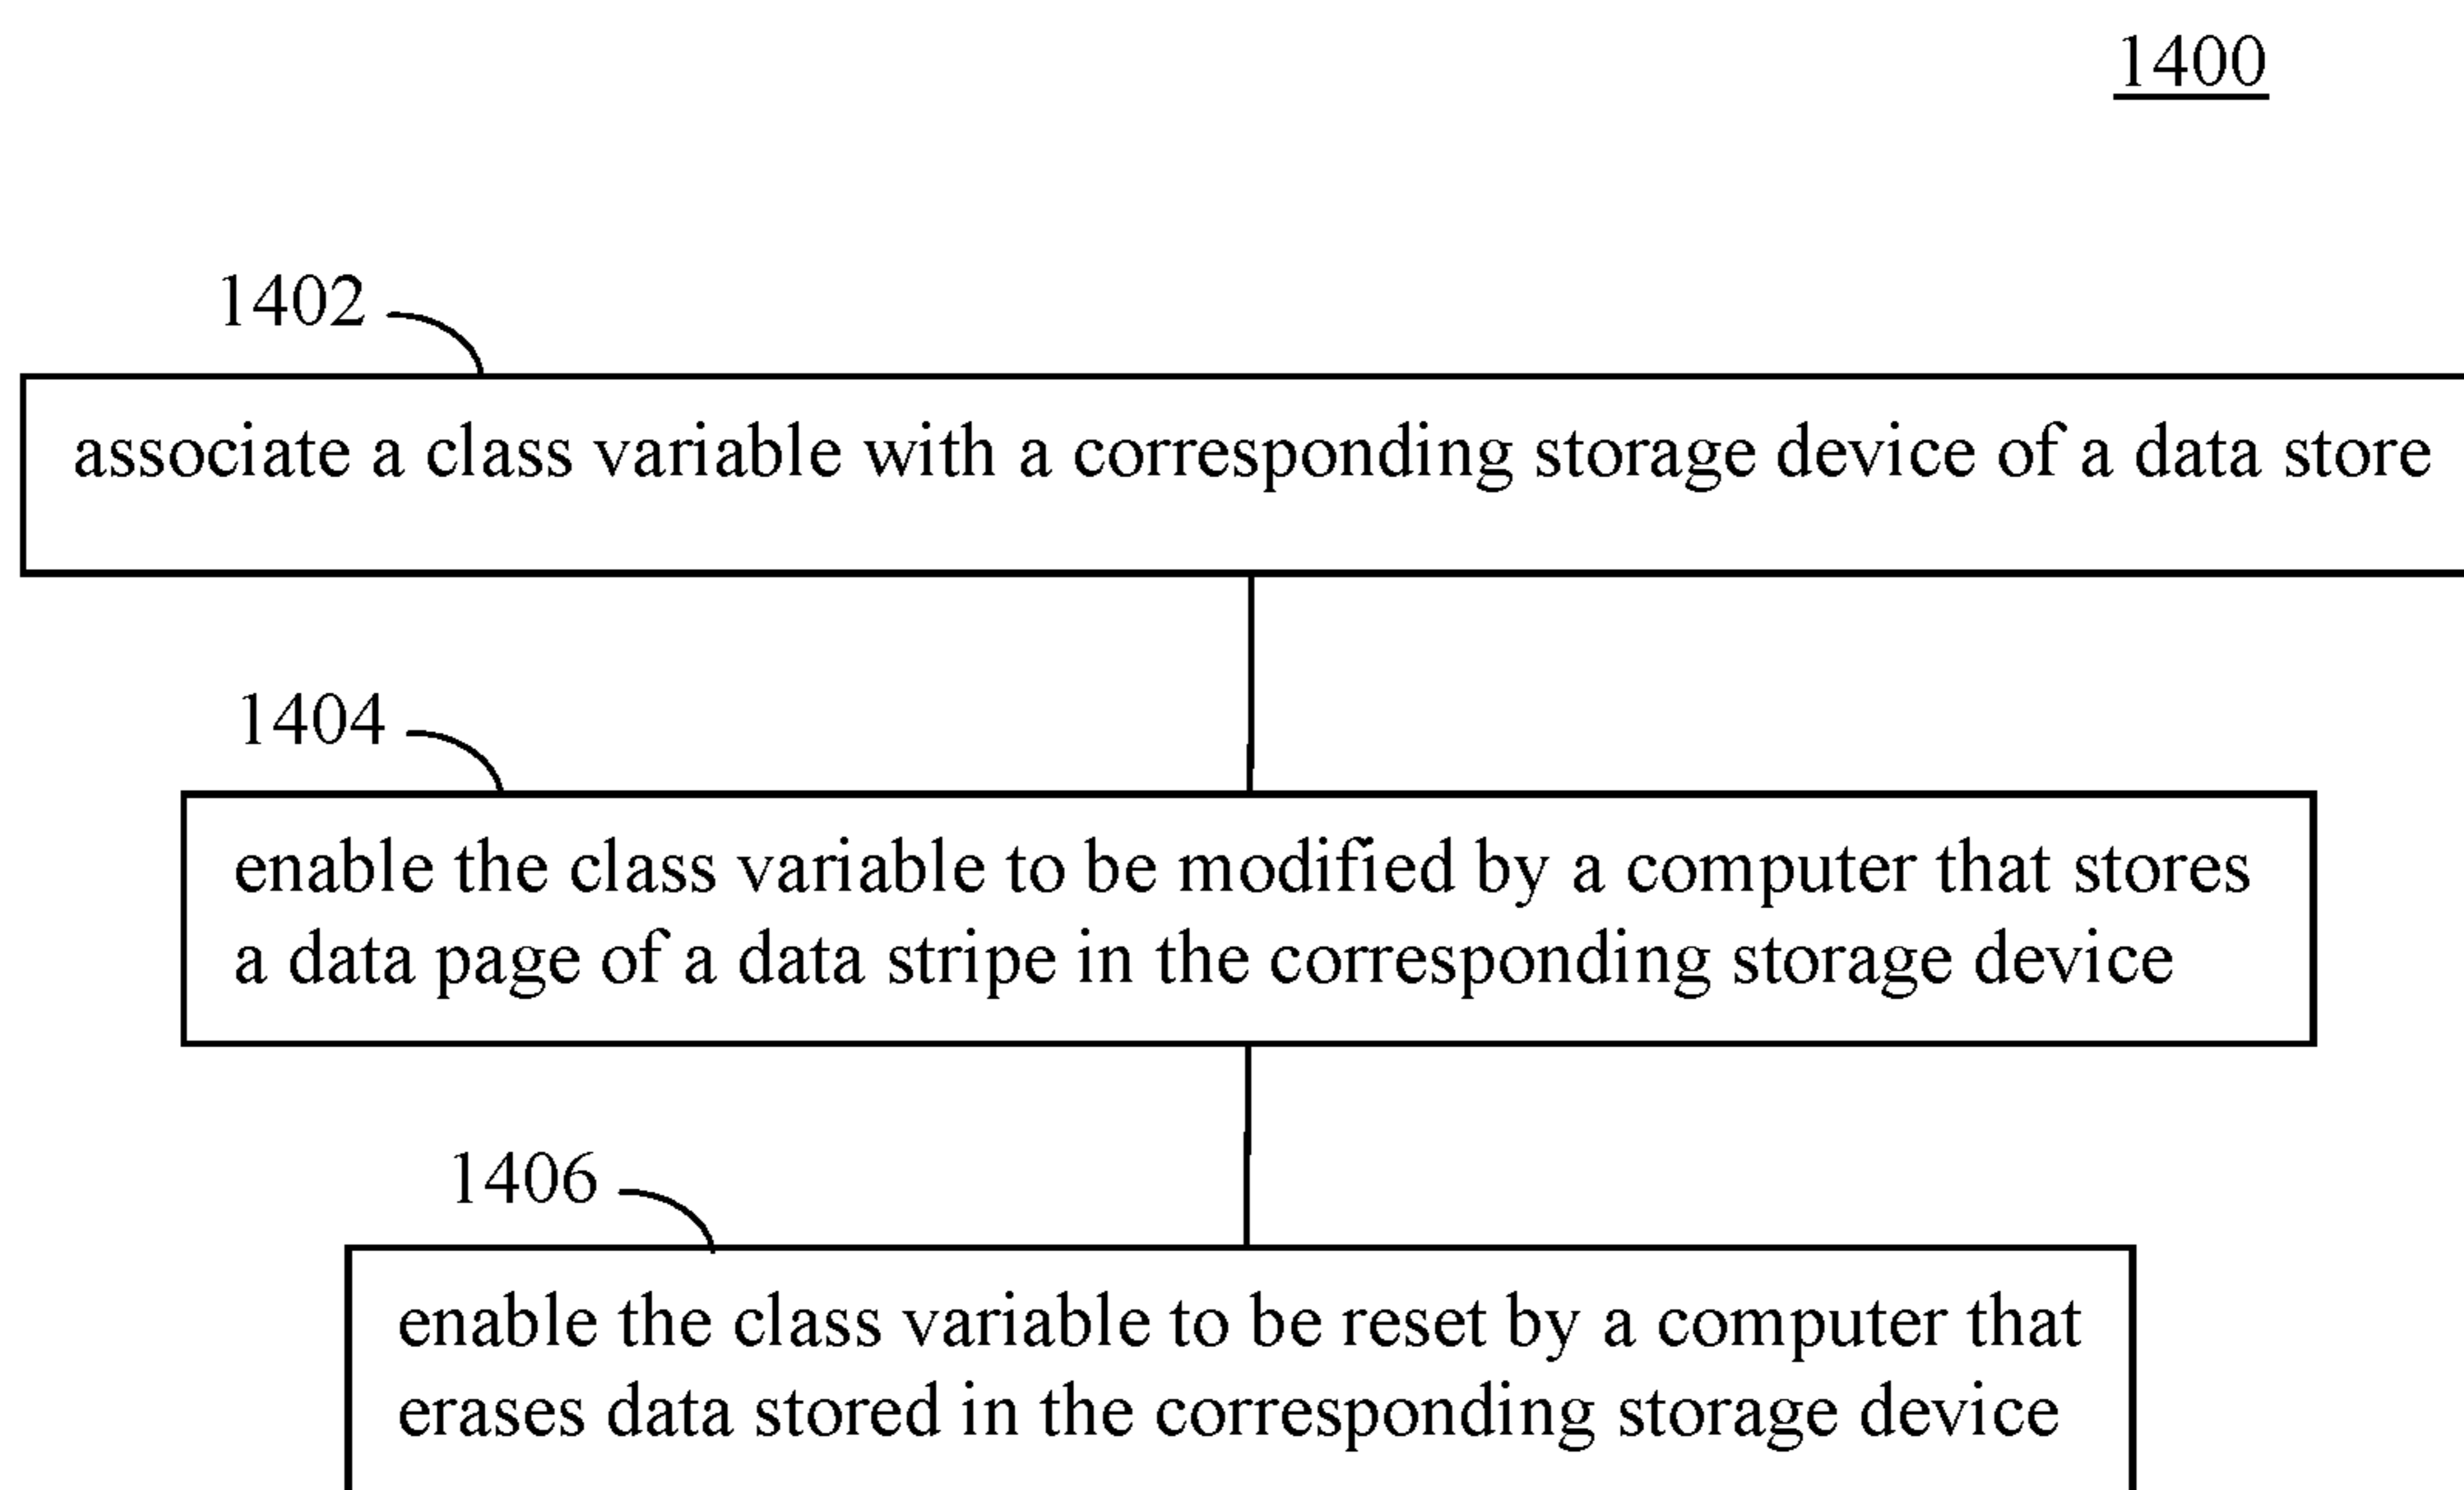 1400
1402
associate a class variable with a corresponding storage device of a data store
1404
enable the class variable to be modified by a computer that stores
a data page of a data stripe in the corresponding storage device
1406
enable the class variable to be reset by a computer that
erases data stored in the corresponding storage device